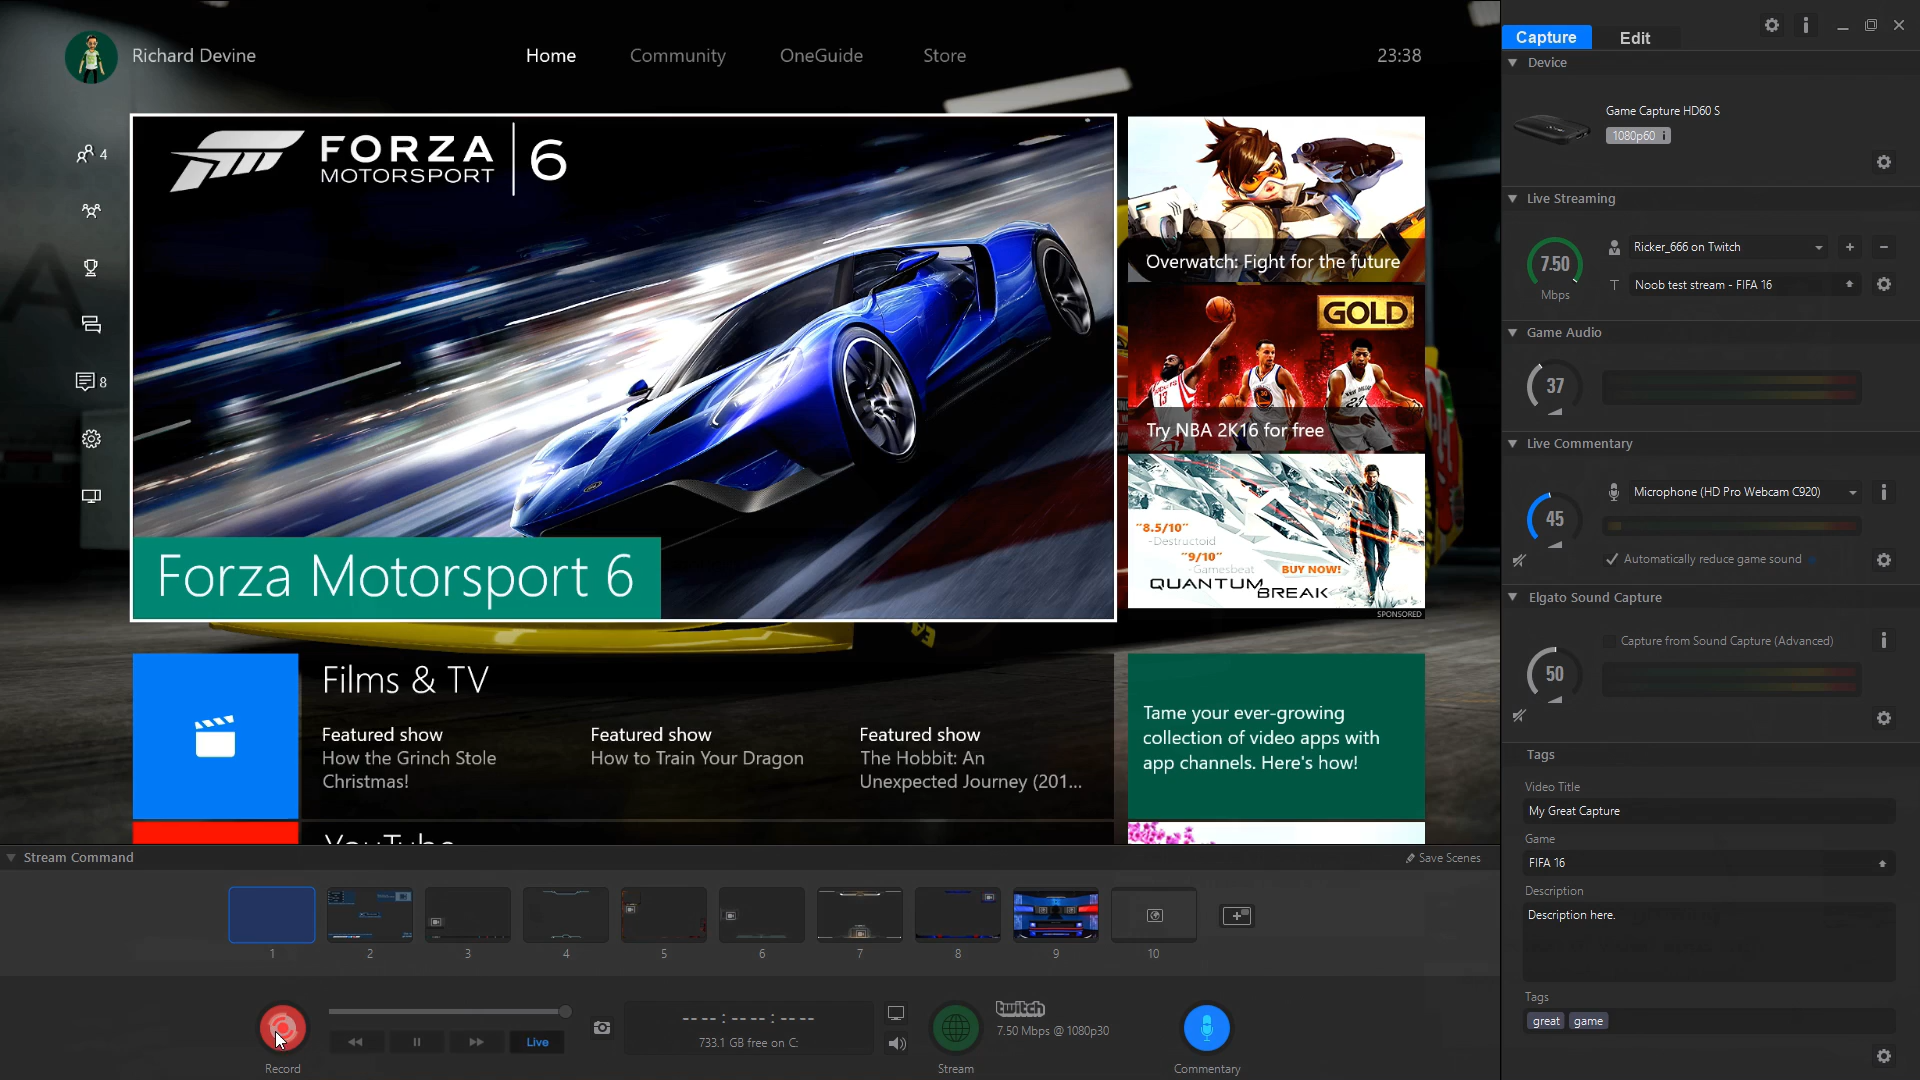 Richard Devine
Home
Community
OneGuide
Store
23:38
4
8
FORZA
MOTORSPORT
6
Forza Motorsport 6
Overwatch: Fight for the future
GOLD
Try NBA 2K16 for free
"8.5/10"
-Destructoid
"9/10"
-Gamesbeat
BUY NOW!
QUANTUM
BREAK
SPONSORED
Films & TV
Featured show
How the Grinch Stole
Christmas!
Featured show
How to Train Your Dragon
Featured show
The Hobbit: An
Unexpected Journey (201...
Tame your ever-growing
collection of video apps with
app channels. Here's how!
YouTube
Stream Command
Save Scenes
1
2
3
4
5
6
7
8
9
10
Record
Live
-- -- : -- -- : -- --
733.1 GB free on C:
Stream
twitch
7.50 Mbps @ 1080p30
Commentary
Capture
Edit
Device
Game Capture HD60 S
1080p60 i
Live Streaming
7.50
Mbps
Ricker_666 on Twitch
+
−
T
Noob test stream - FIFA 16
Game Audio
37
Live Commentary
45
Microphone (HD Pro Webcam C920)
Automatically reduce game sound
Elgato Sound Capture
50
Capture from Sound Capture (Advanced)
Tags
Video Title
My Great Capture
Game
FIFA 16
Description
Description here.
Tags
great
game